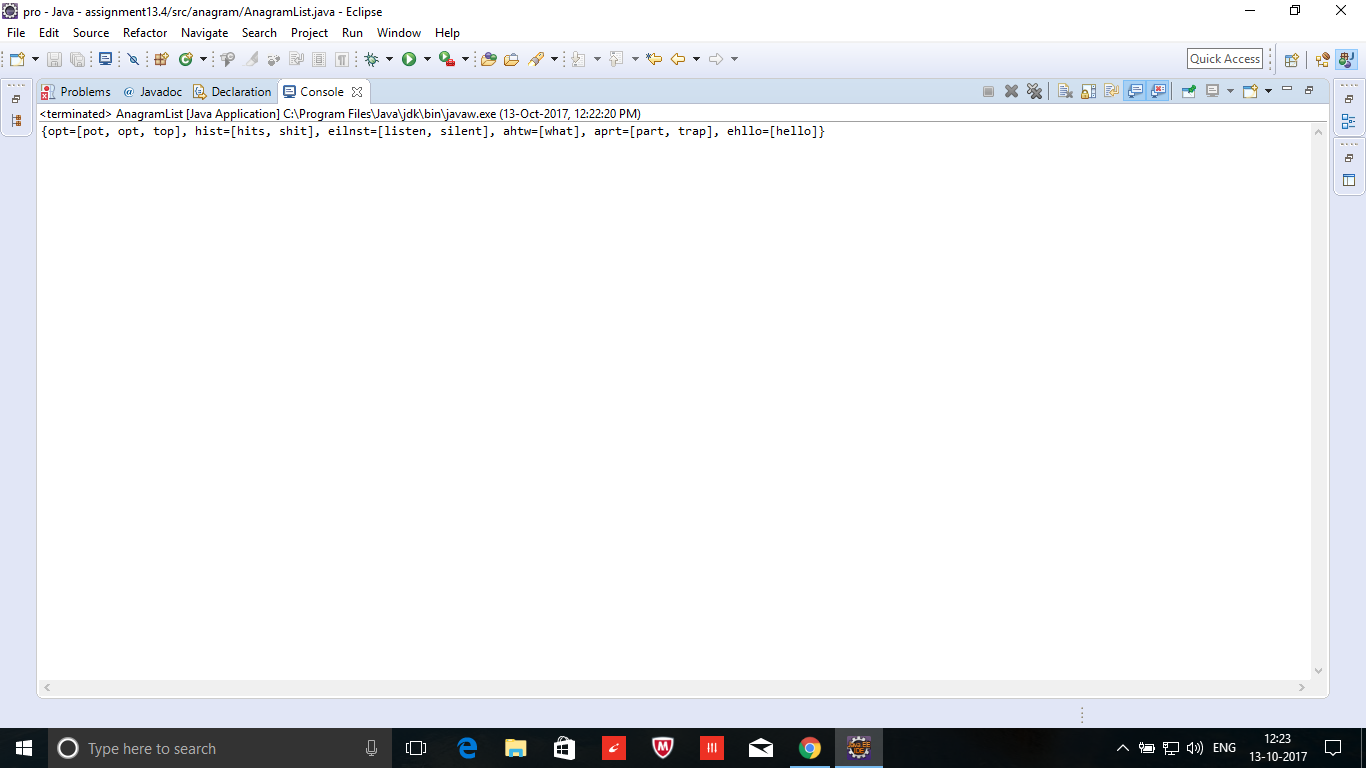 pro - Java - assignment13.4/src/anagram/AnagramList.java - Eclipse
File Edit Source Refactor Navigate Search Project Run Window Help
Quick Access
Problems @ Javadoc Declaration Console
<terminated> AnagramList [Java Application] C:\Program Files\Java\jdk\bin\javaw.exe (13-Oct-2017, 12:22:20 PM)
{opt=[pot, opt, top], hist=[hits, shit], eilnst=[listen, silent], ahtw=[what], aprt=[part, trap], ehllo=[hello]}
Type here to search
ENG
12:23
13-10-2017